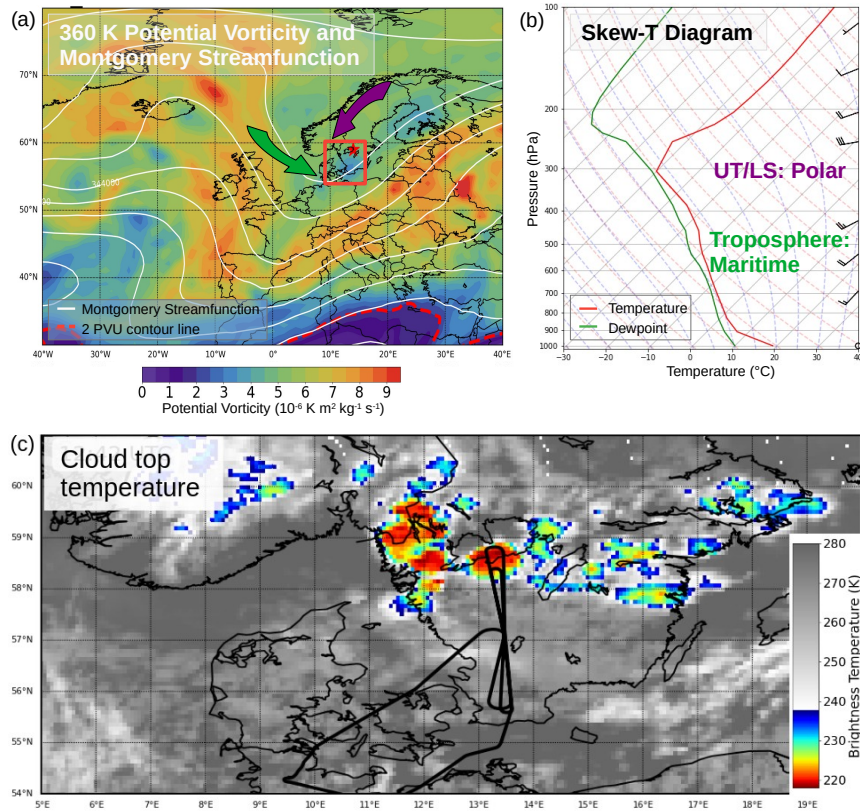 (a)
360 K Potential Vorticity and
Montgomery Streamfunction
70°N
60°N
50°N
40°N
344000
Montgomery Streamfunction
2 PVU contour line
40°W 30°W 20°W 10°W 0° 10°E 20°E 30°E 40°E
0 1 2 3 4 5 6 7 8 9
Potential Vorticity (10⁻⁶ K m² kg⁻¹ s⁻¹)
(b)
Skew-T Diagram
Pressure (hPa)
100
200
300
400
500
600
700
800
900
1000
UT/LS: Polar
Troposphere:
Maritime
Temperature
Dewpoint
−30 −20 −10 0 10 20 30 40
Temperature (°C)
(c)
Cloud top
temperature
60°N
59°N
58°N
57°N
56°N
55°N
54°N
5°E 6°E 7°E 8°E 9°E 10°E 11°E 12°E 13°E 14°E 15°E 16°E 17°E 18°E 19°E
280
270
260
250
240
230
220
Brightness Temperature (K)